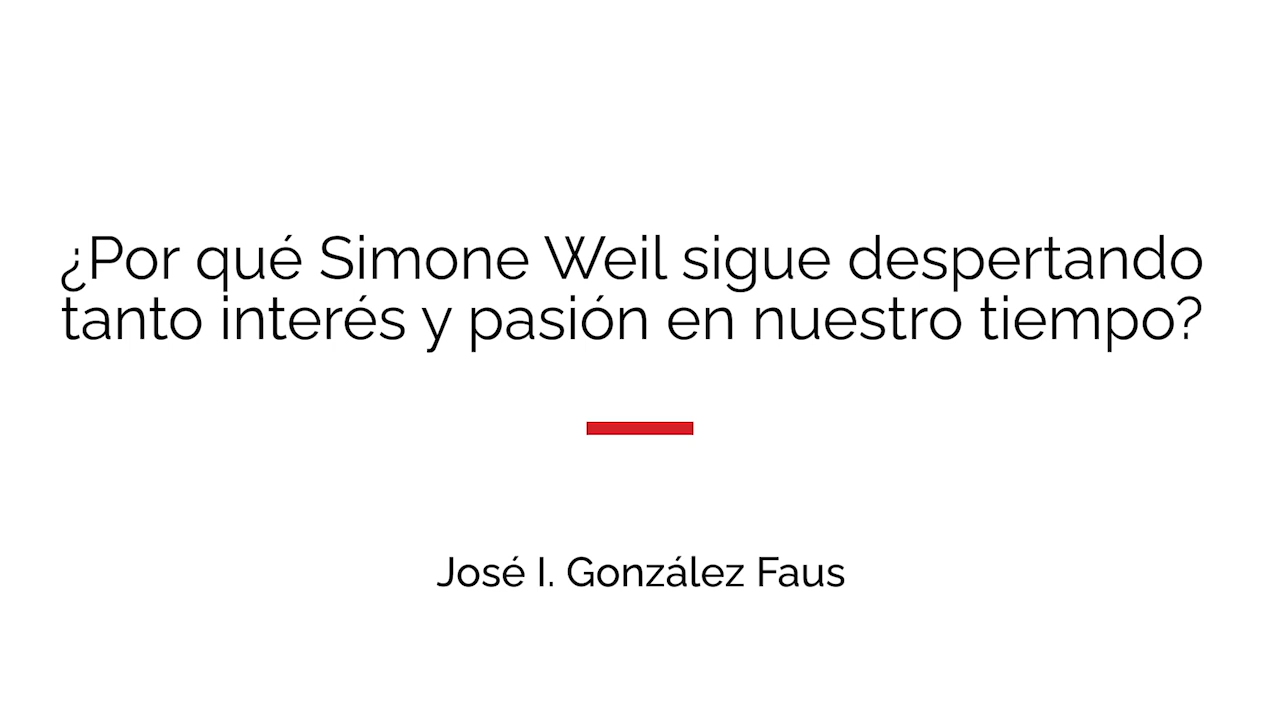 ¿Por qué Simone Weil sigue despertando
tanto interés y pasión en nuestro tiempo?
José I. González Faus